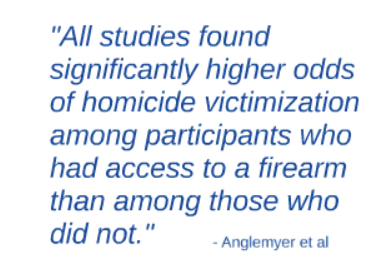 "All studies found
significantly higher odds
of homicide victimization
among participants who
had access to a firearm
than among those who
did not."
- Anglemyer et al